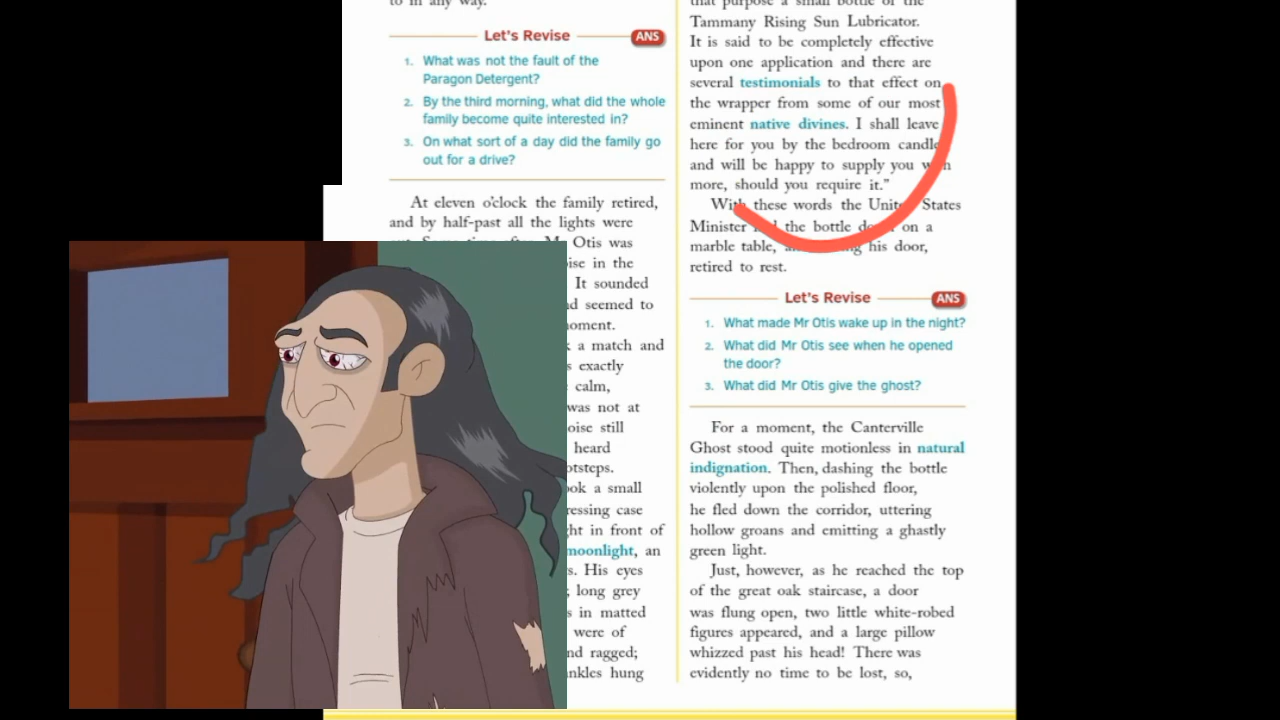 to in any way.
Let's Revise ANS
1. What was not the fault of the
Paragon Detergent?
2. By the third morning, what did the whole
family become quite interested in?
3. On what sort of a day did the family go
out for a drive?
At eleven o'clock the family retired,
and by half-past all the lights were
Otis was
in the
It sounded
seemed to
a match and
exactly
calm,
was not at
still
heard
a small
in front of
moonlight, an
His eyes
long grey
in matted
were of
ragged;
hung
that purpose a small bottle of the
Tammany Rising Sun Lubricator.
It is said to be completely effective
upon one application and there are
several testimonials to that effect on
the wrapper from some of our most
eminent native divines. I shall leave
here for you by the bedroom candle
and will be happy to supply you with
more, should you require it."
With these words the United States
Minister the bottle down on a
marble table, his door,
retired to rest.
Let's Revise ANS
1. What made Mr Otis wake up in the night?
2. What did Mr Otis see when he opened
the door?
3. What did Mr Otis give the ghost?
For a moment, the Canterville
Ghost stood quite motionless in natural
indignation. Then, dashing the bottle
violently upon the polished floor,
he fled down the corridor, uttering
hollow groans and emitting a ghastly
green light.
Just, however, as he reached the top
of the great oak staircase, a door
was flung open, two little white-robed
figures appeared, and a large pillow
whizzed past his head! There was
evidently no time to be lost, so,